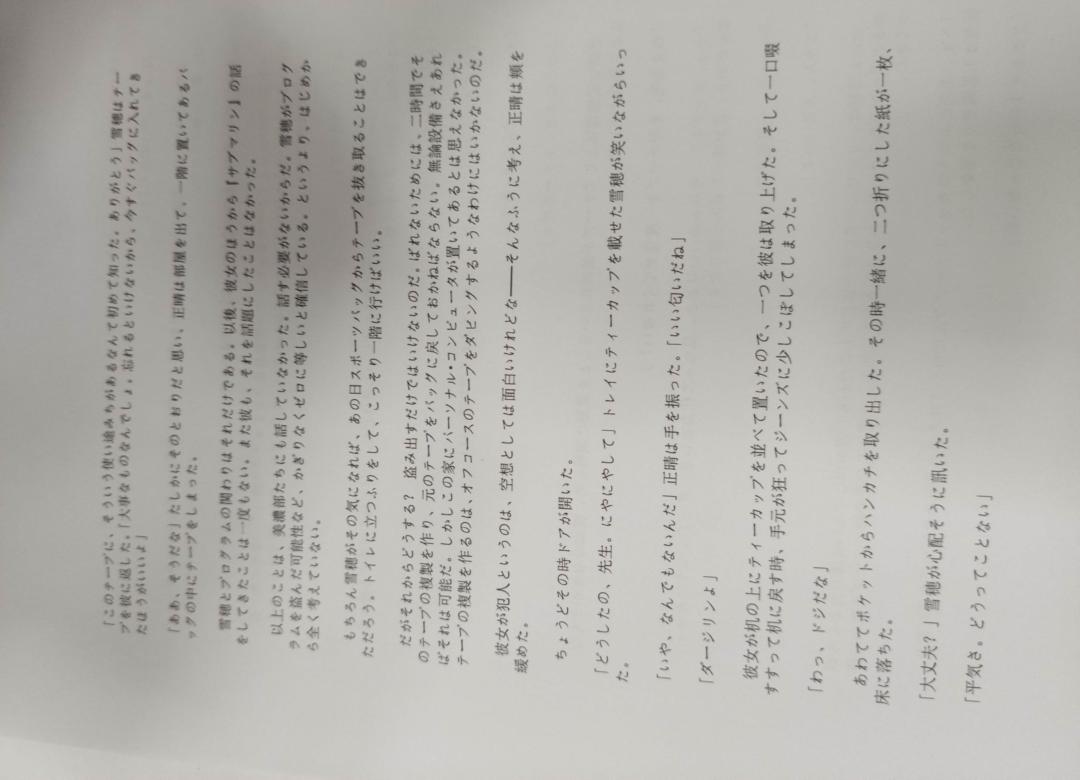 「このテープに、そういう使い途みちがあるなんて初めて知った。ありがとう」雪穂はテー
プを彼に返した。「大事なものなんでしょ。忘れるといけないから、今すぐバッグに入れてき
たほうがいいよ」
「ああ、そうだな」たしかにそのとおりだと思い、正晴は部屋を出て、一階に置いてあるバ
ッグの中にテープをしまった。
雪穂とプログラムの関わりはそれだけである。以後、彼女のほうから『サブマリン』の話
をしてきたことは一度もない。また彼も、それを話題にしたことはなかった。
以上のことは、美濃部たちにも話していなかった。話す必要がないからだ。雪穂がプログ
ラムを盗んだ可能性など、かぎりなくゼロに等しいと確信している。というより、はじめか
ら全く考えていない。
もちろん雪穂がその気になれば、あの日スポーツバッグからテープを抜き取ることはでき
ただろう。トイレに立つふりをして、こっそり一階に行けばいい。
だがそれからどうする? 盗み出すだけではいけないのだ。ばれないためには、二時間でそ
のテープの複製を作り、元のテープをバッグに戻しておかねばならない。無論設備さえあれ
ばそれは可能だ。しかしこの家にパーソナル・コンピュータが置いてあるとは思えなかった。
テープの複製を作るのは、オフコースのテープをダビングするようなわけにはいかないのだ。
彼女が犯人というのは、空想としては面白いけれどな――そんなふうに考え、正晴は頬を
緩めた。
ちょうどその時ドアが開いた。
「どうしたの、先生。にやにやして」トレイにティーカップを載せた雪穂が笑いながらいっ
た。
「いや、なんでもないんだ」正晴は手を振った。「いい匂いだね」
「ダージリンよ」
彼女が机の上にティーカップを並べて置いたので、一つを彼は取り上げた。そして一口啜
すすって机に戻す時、手元が狂ってジーンズに少しこぼしてしまった。
「わっ、ドジだな」
あわててポケットからハンカチを取り出した。その時一緒に、二つ折りにした紙が一枚、
床に落ちた。
「大丈夫?」雪穂が心配そうに訊いた。
「平気さ。どうってことない」